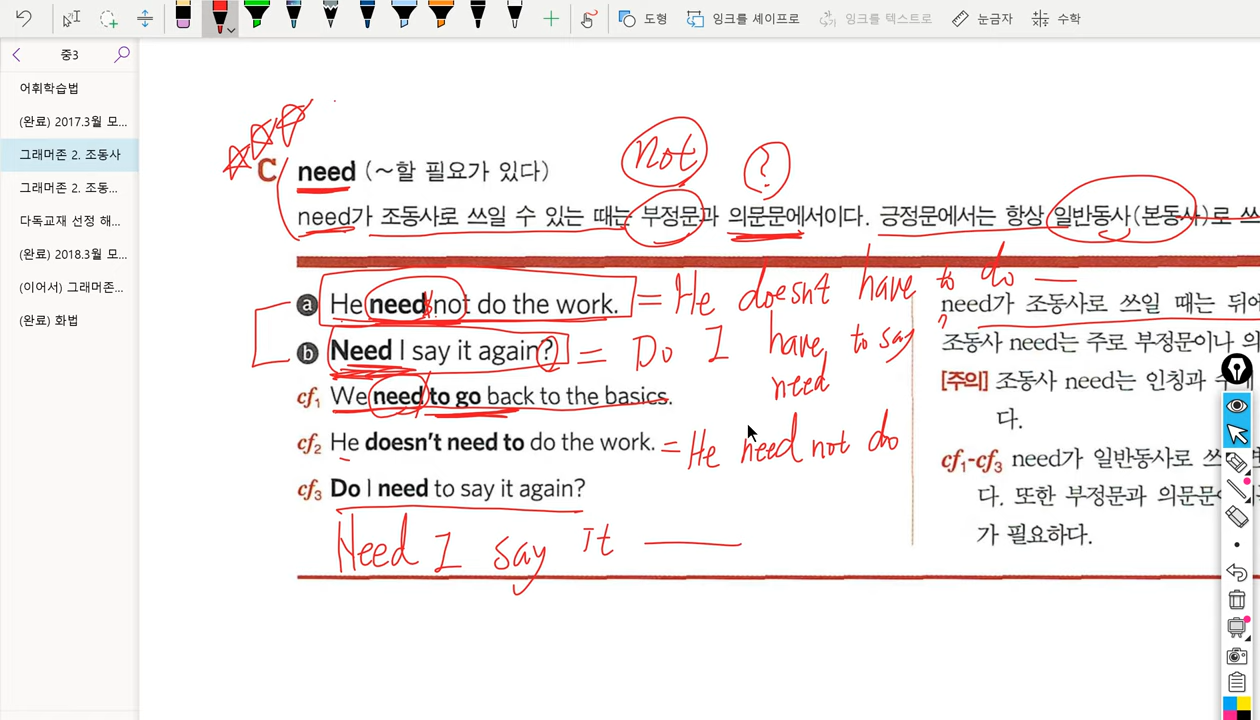 도형 잉크를 셰이프로 잉크를 텍스트로 눈금자 수학
중3
어휘학습법
(완료) 2017.3월 모...
그래머존 2. 조동사
그래머존 2. 조동...
다독교재 선정 해...
(완료) 2018.3월 모...
(이어서) 그래머존...
(완료) 화법
not
?
C need (~할 필요가 있다)
need가 조동사로 쓰일 수 있는 때는 부정문과 의문문에서이다. 긍정문에서는 항상 일반동사(본동사)로 쓰
a He need not do the work. = He doesn't have to do
b Need I say it again? = Do I have to say
need
cf1 We need to go back to the basics.
cf2 He doesn't need to do the work. = He need not do
cf3 Do I need to say it again?
Need I say it
need가 조동사로 쓰일 때는 뒤어
조동사 need는 주로 부정문이나 의
[주의] 조동사 need는 인칭과
다.
cf1-cf3 need가 일반동사로
다. 또한 부정문과 의문문
가 필요하다.